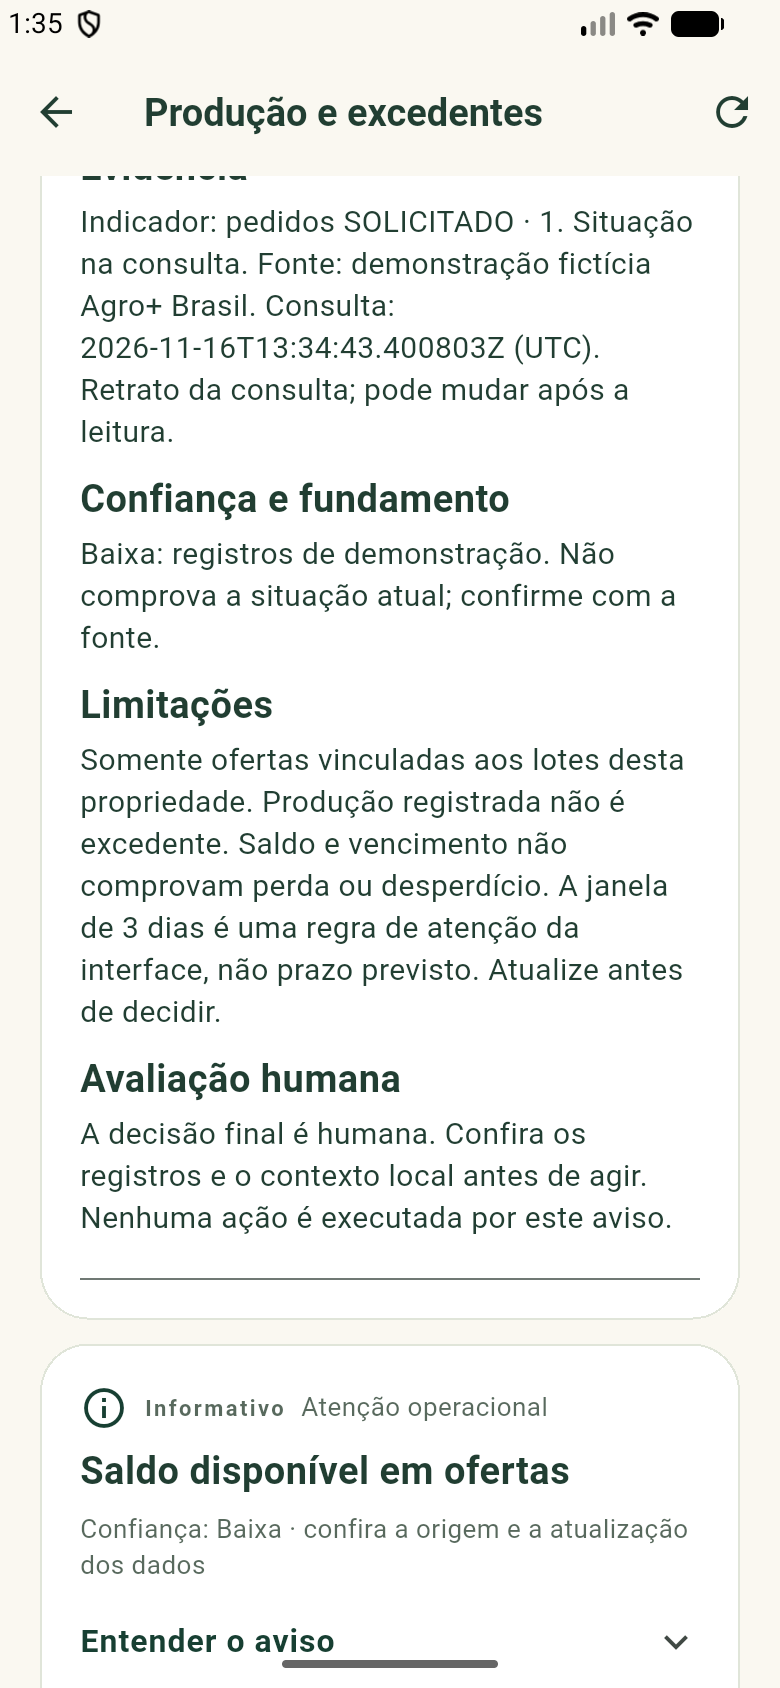 1:35
Produção e excedentes
Evidência
Indicador: pedidos SOLICITADO · 1. Situação
na consulta. Fonte: demonstração fictícia
Agro+ Brasil. Consulta:
2026-11-16T13:34:43.400803Z (UTC).
Retrato da consulta; pode mudar após a
leitura.
Confiança e fundamento
Baixa: registros de demonstração. Não
comprova a situação atual; confirme com a
fonte.
Limitações
Somente ofertas vinculadas aos lotes desta
propriedade. Produção registrada não é
excedente. Saldo e vencimento não
comprovam perda ou desperdício. A janela
de 3 dias é uma regra de atenção da
interface, não prazo previsto. Atualize antes
de decidir.
Avaliação humana
A decisão final é humana. Confira os
registros e o contexto local antes de agir.
Nenhuma ação é executada por este aviso.
Informativo Atenção operacional
Saldo disponível em ofertas
Confiança: Baixa · confira a origem e a atualização
dos dados
Entender o aviso